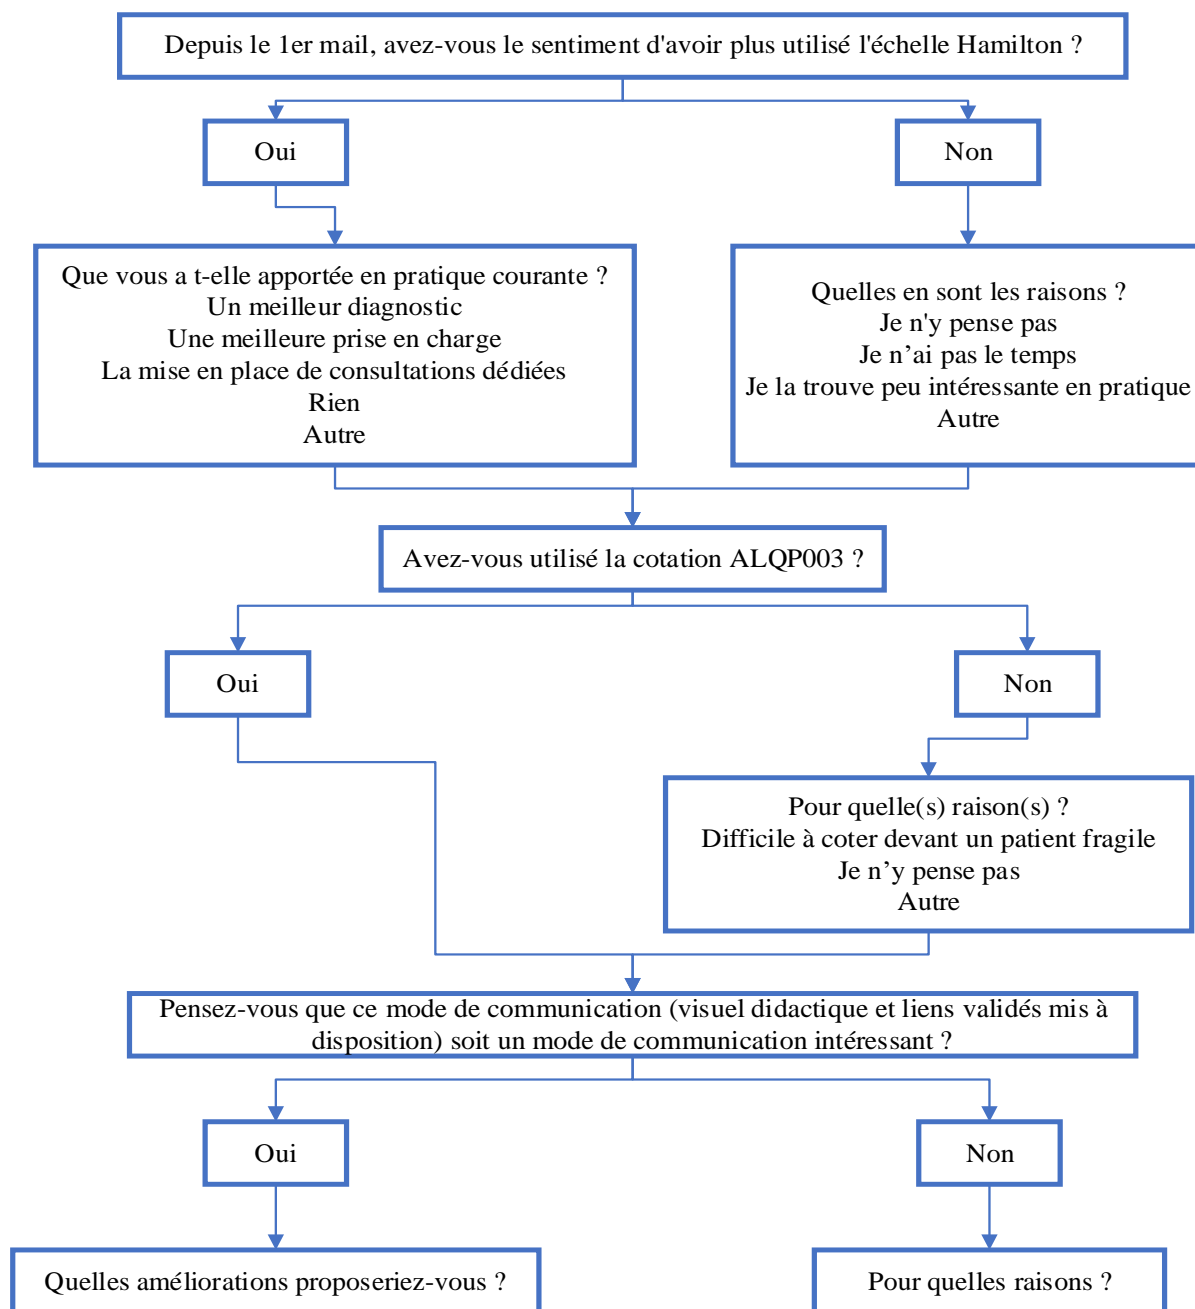 Depuis le 1er mail, avez-vous le sentiment d'avoir plus utilisé l'échelle Hamilton ?
Oui
Non
Que vous a t-elle apportée en pratique courante ?
Un meilleur diagnostic
Une meilleure prise en charge
La mise en place de consultations dédiées
Rien
Autre
Quelles en sont les raisons ?
Je n'y pense pas
Je n’ai pas le temps
Je la trouve peu intéressante en pratique
Autre
Avez-vous utilisé la cotation ALQP003 ?
Oui
Non
Pour quelle(s) raison(s) ?
Difficile à coter devant un patient fragile
Je n’y pense pas
Autre
Pensez-vous que ce mode de communication (visuel didactique et liens validés mis à
disposition) soit un mode de communication intéressant ?
Oui
Non
Quelles améliorations proposeriez-vous ?
Pour quelles raisons ?